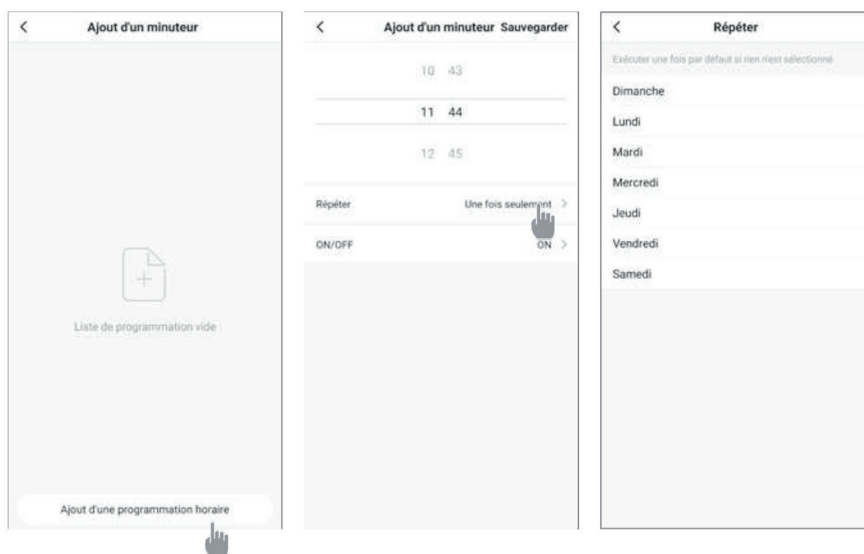 Ajout d'un minuteur
Liste de programmation vide
Ajout d'une programmation horaire
Ajout d'un minuteur Sauvegarder
10 43
11 44
12 45
Répéter Une fois seulement
ON/OFF ON
Répéter
Exécuter une fois par défaut si rien n'est sélectionné
Dimanche
Lundi
Mardi
Mercredi
Jeudi
Vendredi
Samedi